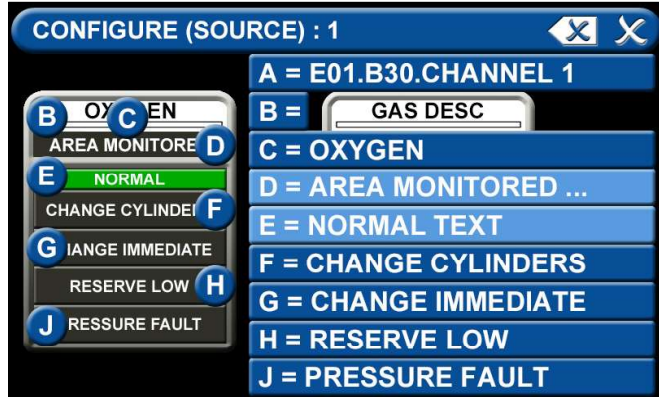 CONFIGURE (SOURCE) : 1
A = E01.B30.CHANNEL 1
B = GAS DESC
C = OXYGEN
D = AREA MONITORED ...
E = NORMAL TEXT
F = CHANGE CYLINDERS
G = CHANGE IMMEDIATE
H = RESERVE LOW
J = PRESSURE FAULT
B OX C EN
AREA MONITORE D
E NORMAL
CHANGE CYLINDE F
G IANGE IMMEDIATE
RESERVE LOW H
J RESSURE FAULT